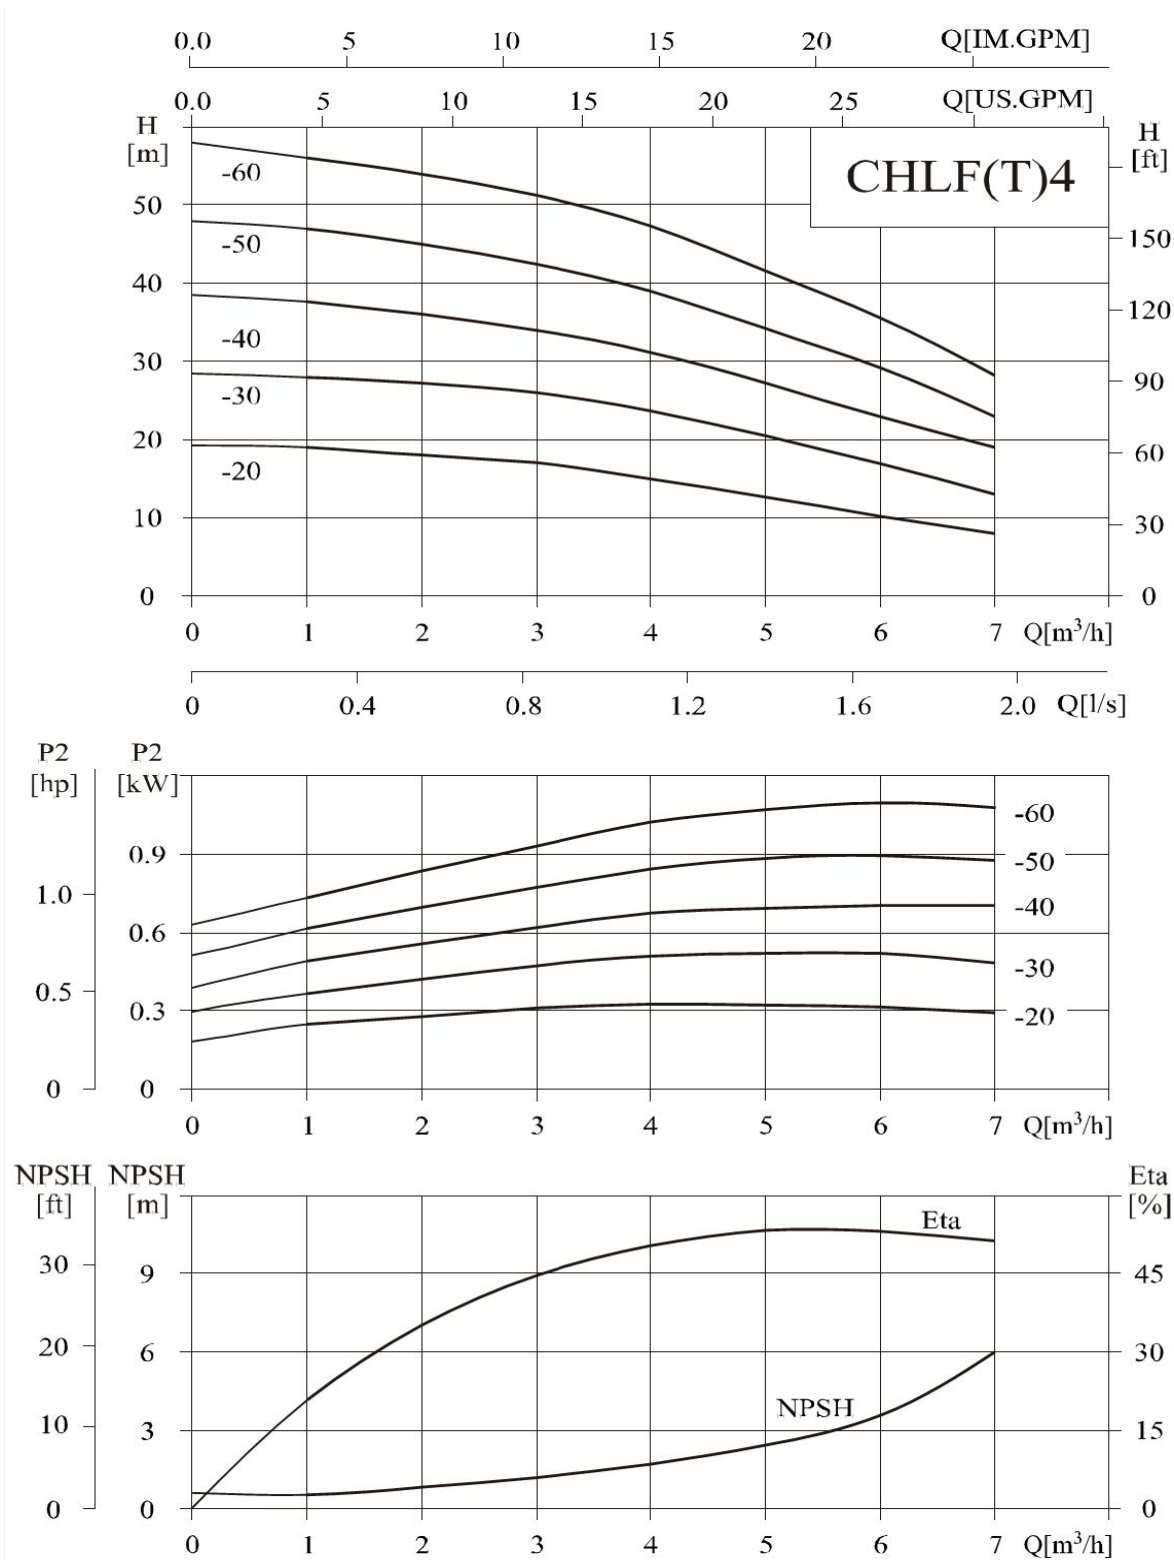 0.0 5 10 15 20 Q[IM.GPM]
0.0 5 10 15 20 25 Q[US.GPM]
H H
[m] [ft]
CHLF(T)4
-60
50
-50
150
40
120
-40
30
90
-30
20
60
-20
10
30
0 0
0 1 2 3 4 5 6 7 Q[m³/h]
0 0.4 0.8 1.2 1.6 2.0 Q[l/s]
P2 P2
[hp] [kW]
-60
0.9
-50
1.0
-40
0.6
-30
0.5
0.3
-20
0 0
0 1 2 3 4 5 6 7 Q[m³/h]
NPSH NPSH Eta
[ft] [m] [%]
Eta
30
9 45
20
6 30
NPSH
10
3 15
0 0 0
0 1 2 3 4 5 6 7 Q[m³/h]